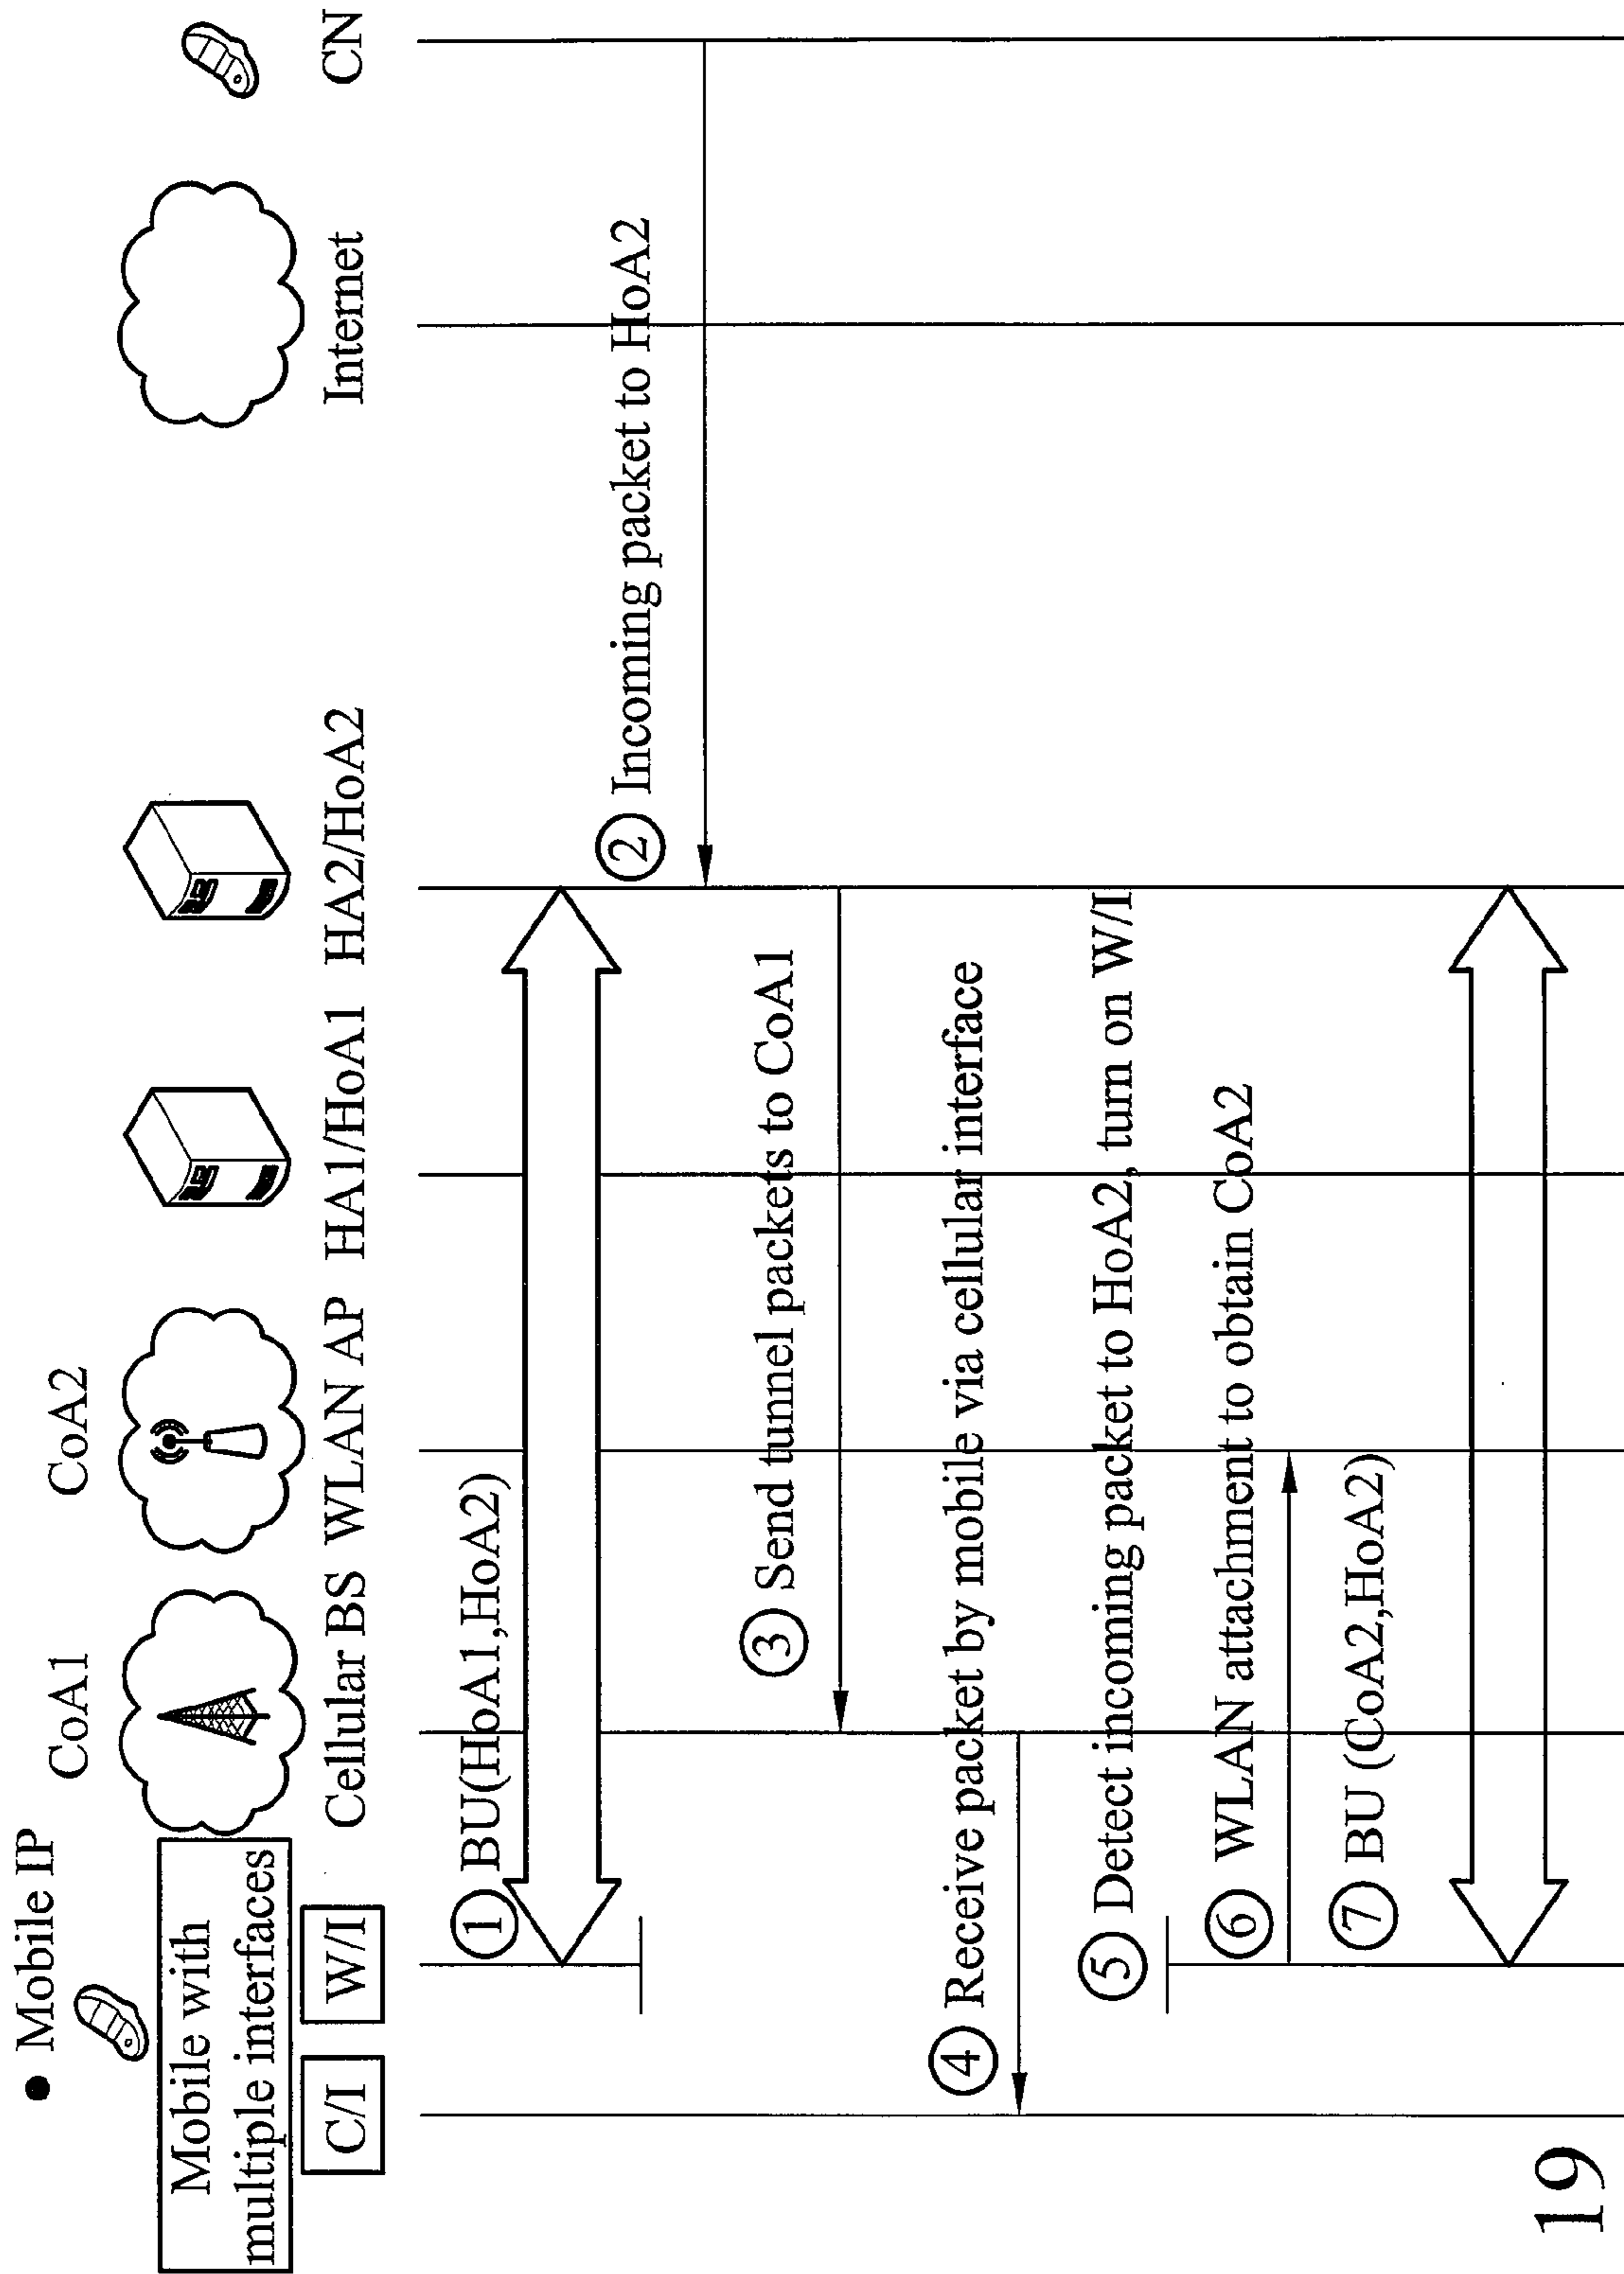 • Mobile IP
CoA1
CoA2
Mobile with
multiple interfaces
C/I
W/I
Cellular BS
WLAN AP
HA1/HoA1
HA2/HoA2
Internet
CN
① BU(HoA1,HoA2)
② Incoming packet to HoA2
③ Send tunnel packets to CoA1
④ Receive packet by mobile via cellular interface
⑤ Detect incoming packet to HoA2, turn on W/I
⑥ WLAN attachment to obtain CoA2
⑦ BU (CoA2,HoA2)
19